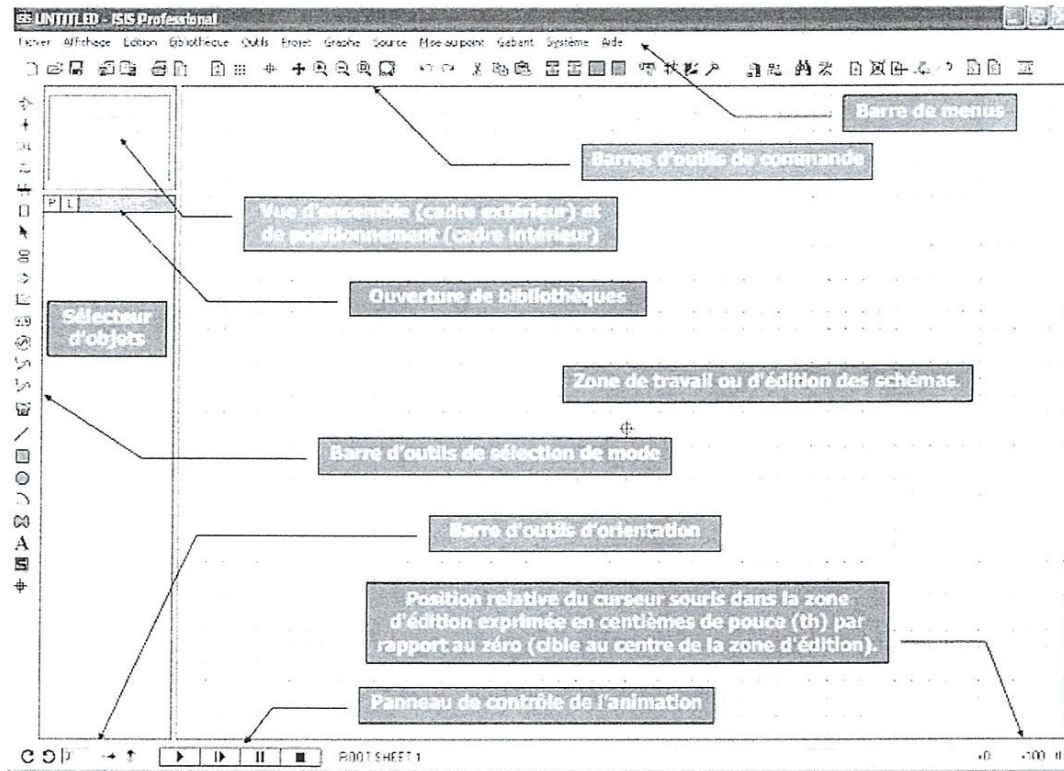 UNTITLED - ISIS Professional
Fichier Affichage Edition Bibliothèque Outils Projet Graphe Source Mise au point Gabarit Système Aide
Barre de menus
Barres d'outils de commande
P L DEVICES
Vue d'ensemble (cadre extérieur) et
de positionnement (cadre intérieur)
Ouverture de bibliothèques
Sélecteur
d'objets
Zone de travail ou d'édition des schémas.
Barre d'outils de sélection de mode
Barre d'outils d'orientation
Position relative du curseur souris dans la zone
d'édition exprimée en centièmes de pouce (th) par
rapport au zéro (cible au centre de la zone d'édition).
Panneau de contrôle de l'animation
A
ROOT SHEET 1
+0 -100